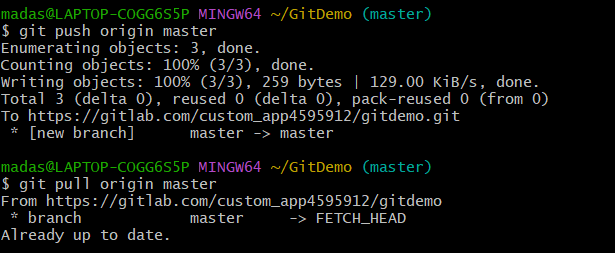 madas@LAPTOP-COGG6S5P MINGW64 ~/GitDemo (master)
$ git push origin master
Enumerating objects: 3, done.
Counting objects: 100% (3/3), done.
Writing objects: 100% (3/3), 259 bytes | 129.00 KiB/s, done.
Total 3 (delta 0), reused 0 (delta 0), pack-reused 0 (from 0)
To https://gitlab.com/custom_app4595912/gitdemo.git
 * [new branch]      master -> master
madas@LAPTOP-COGG6S5P MINGW64 ~/GitDemo (master)
$ git pull origin master
From https://gitlab.com/custom_app4595912/gitdemo
 * branch            master     -> FETCH_HEAD
Already up to date.